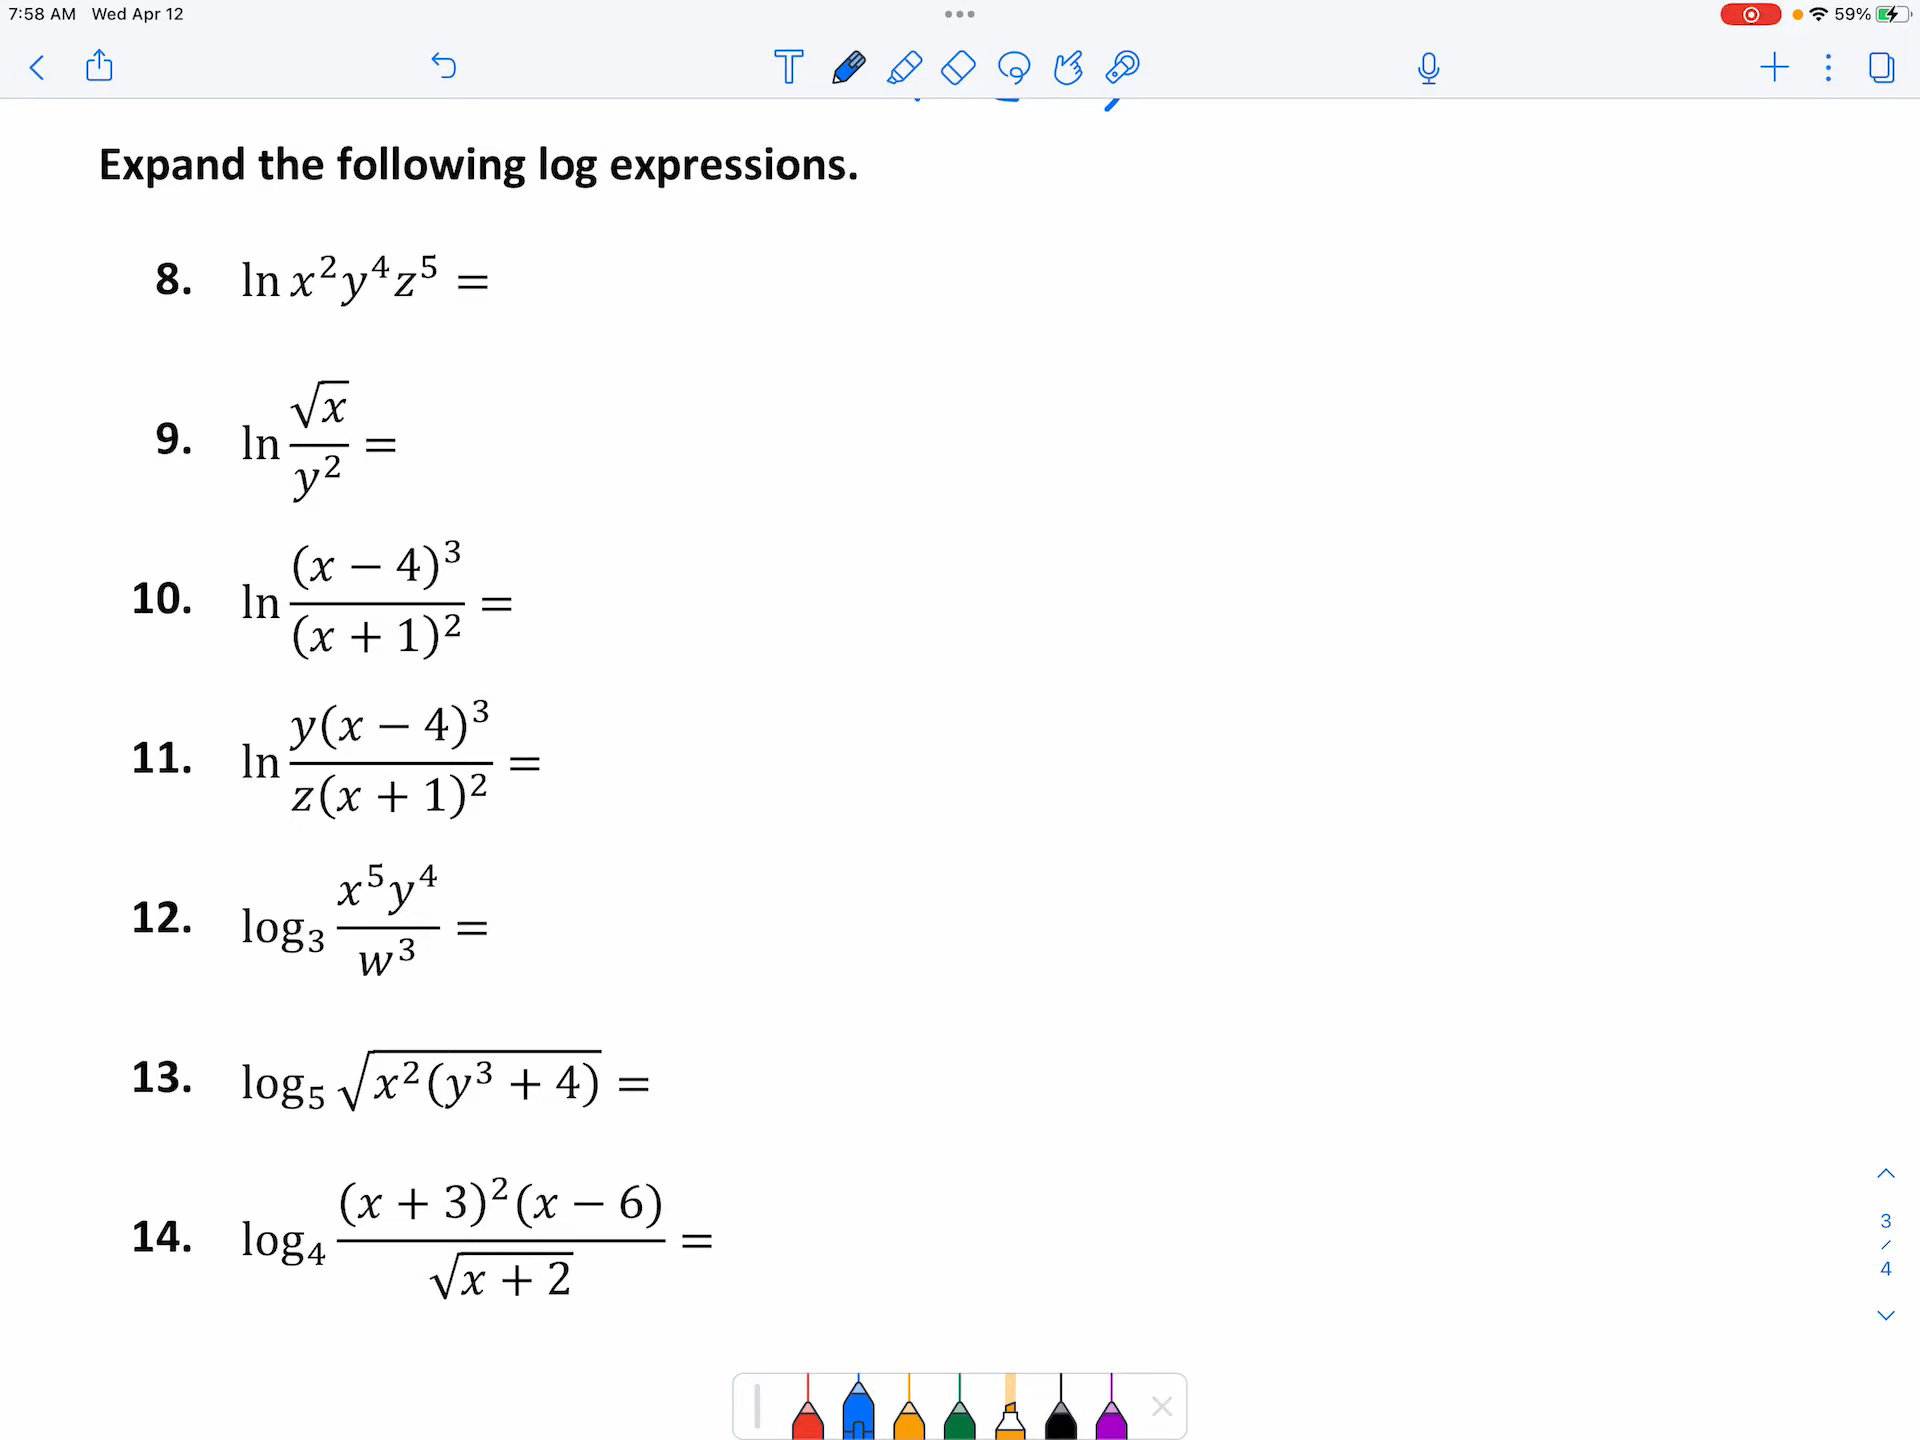 7:58 AM Wed Apr 12
59%
Expand the following log expressions.
8. ln x²y⁴z⁵ =
9. ln √x / y² =
10. ln (x − 4)³ / (x + 1)² =
11. ln y(x − 4)³ / z(x + 1)² =
12. log₃ x⁵y⁴ / w³ =
13. log₅ √(x²(y³ + 4)) =
14. log₄ (x + 3)²(x − 6) / √(x + 2) =
3
/
4